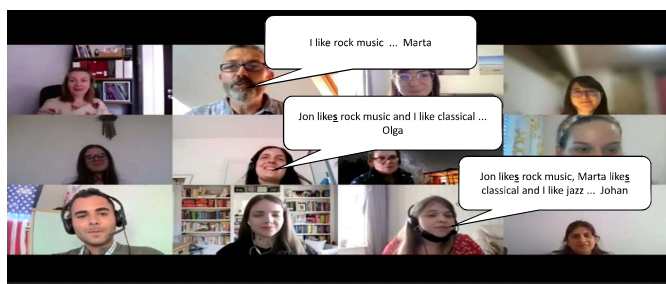 I like rock music ... Marta
Jon likes rock music and I like classical ...
Olga
Jon likes rock music, Marta likes
classical and I like jazz ... Johan